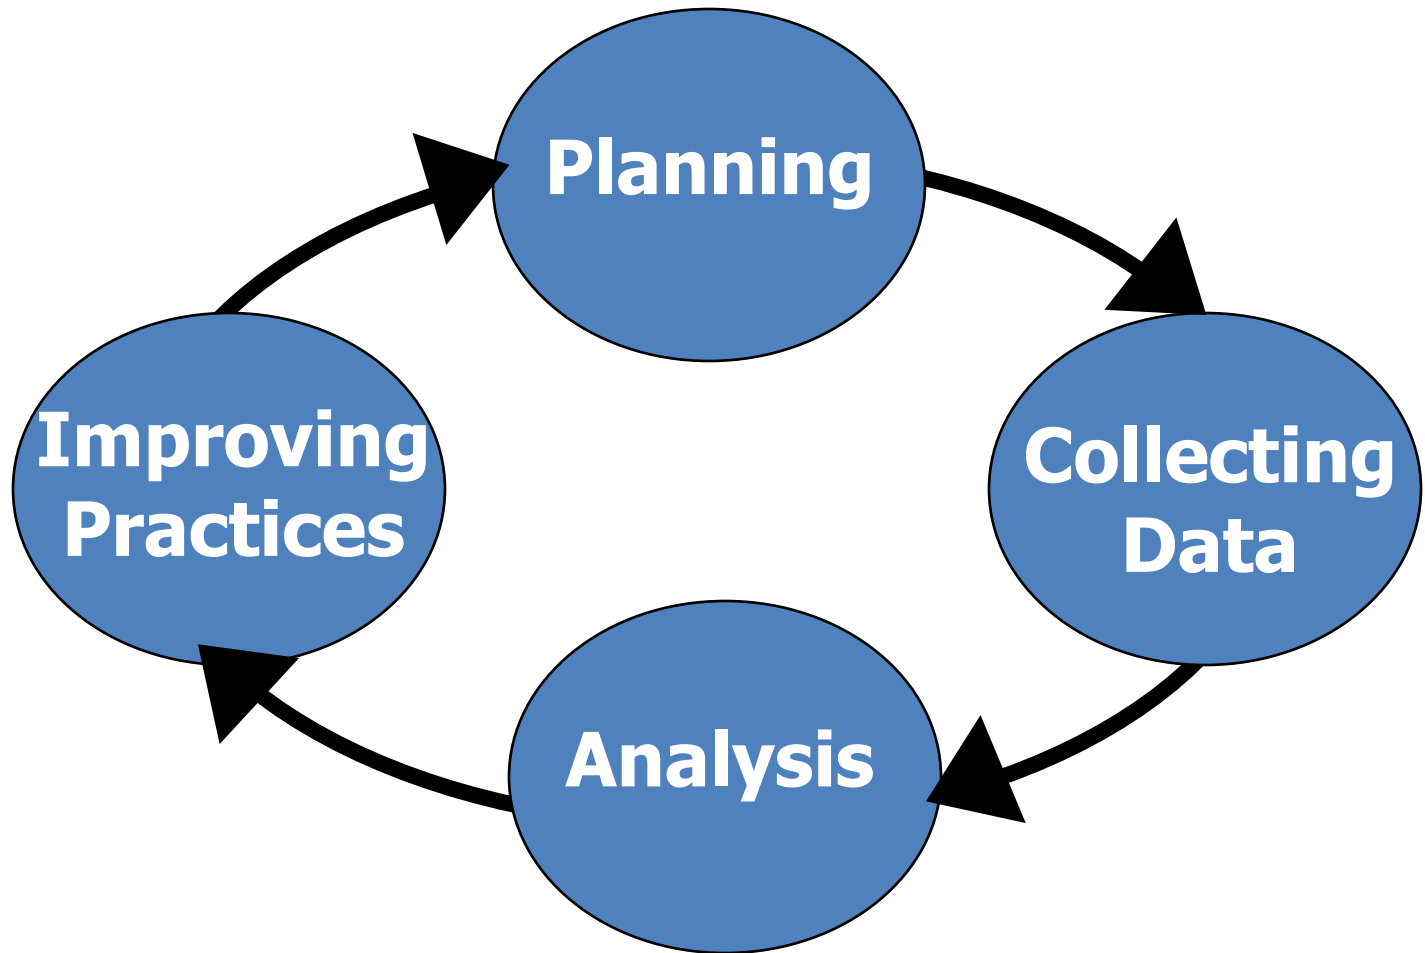 Planning
Improving
Practices
Collecting
Data
Analysis